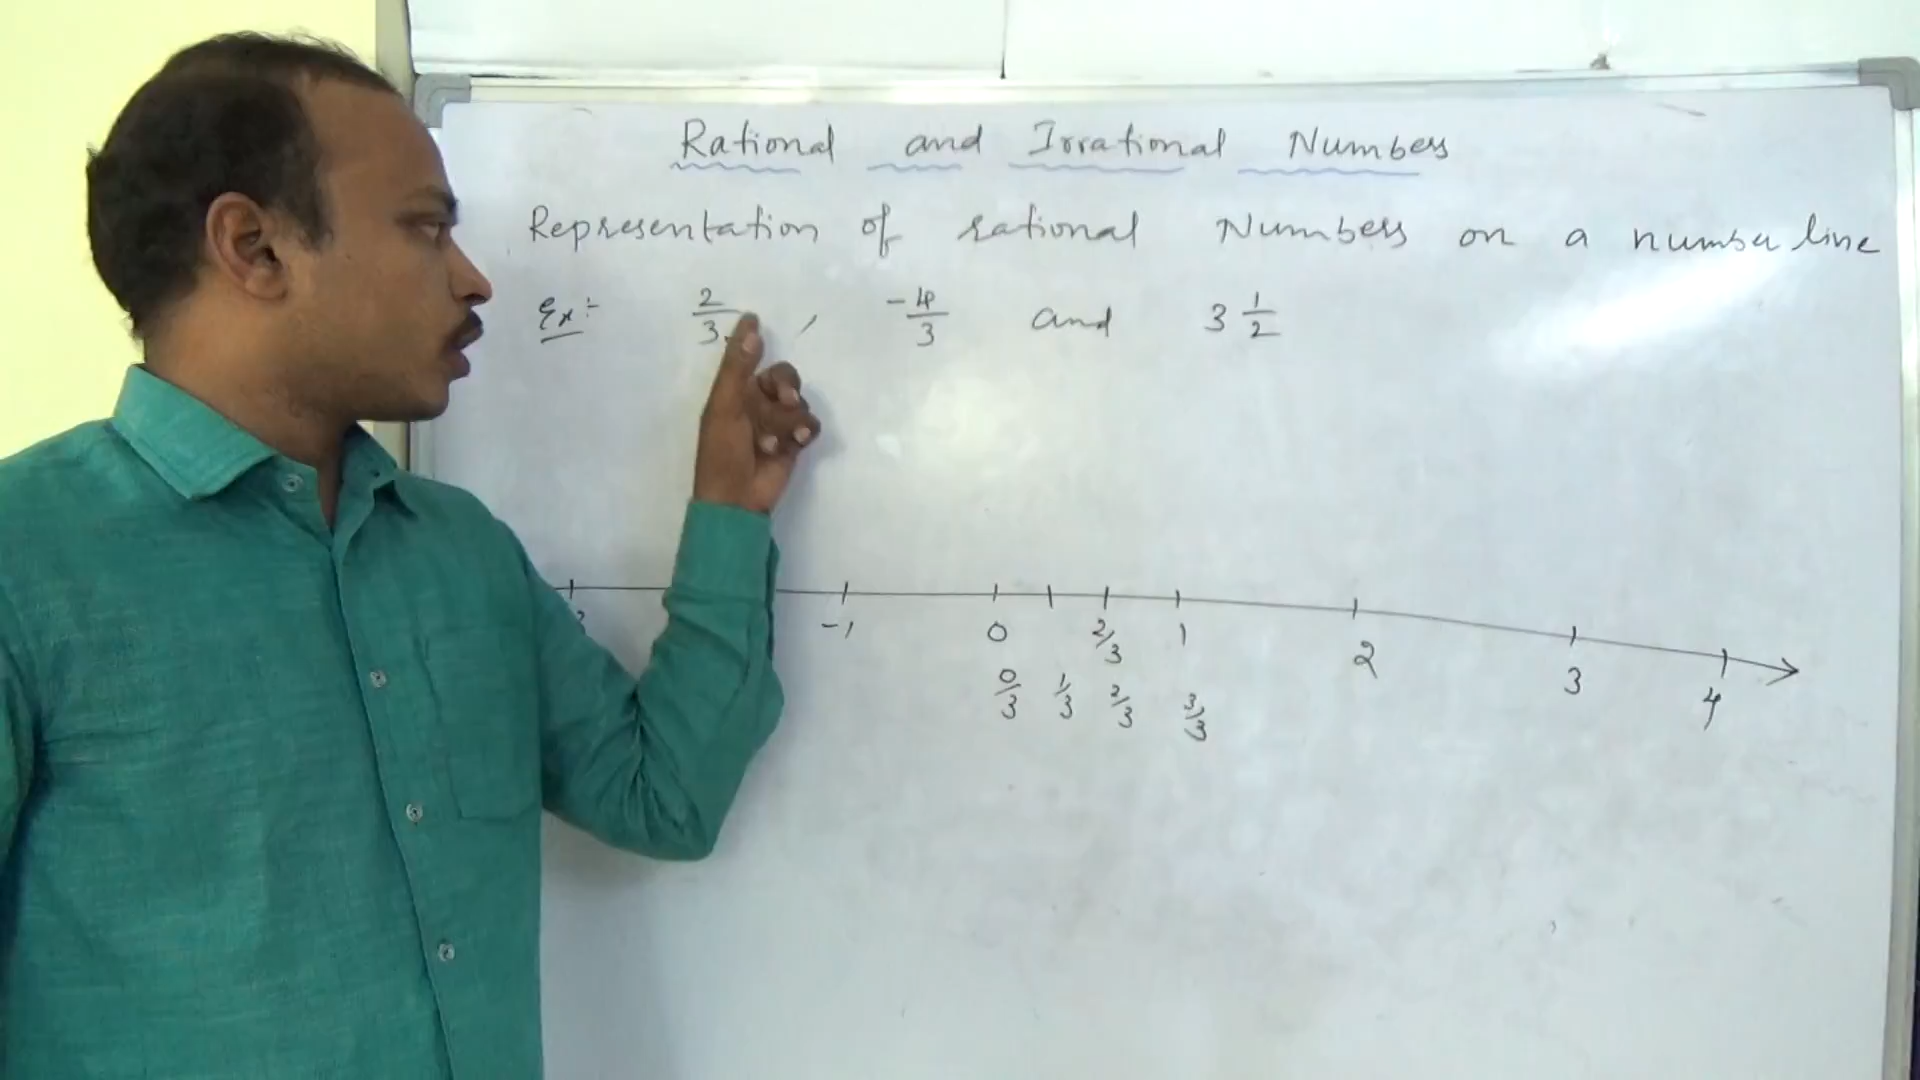 Rational and Irrational Numbers
Representation of rational Numbers on a number line
Ex:- 2/3, -4/3 and 3 1/2
-1 0 2/3 1 2 3 4
0/3 1/3 2/3 3/3